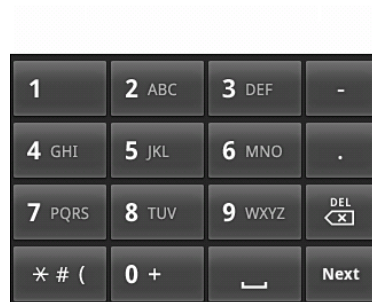 1 2 ABC 3 DEF -
4 GHI 5 JKL 6 MNO .
7 PQRS 8 TUV 9 WXYZ DEL
* # ( 0 + Next